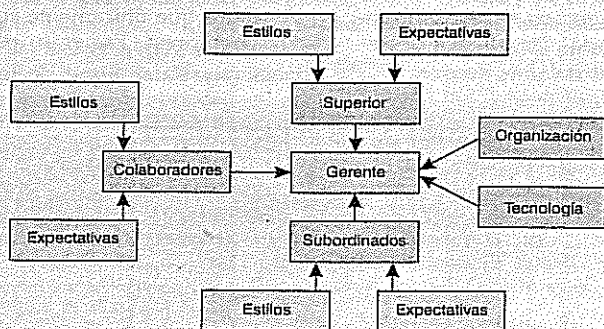 Estilos
Expectativas
Estilos
Superior
Organización
Colaboradores
Gerente
Tecnología
Expectativas
Subordinados
Estilos
Expectativas